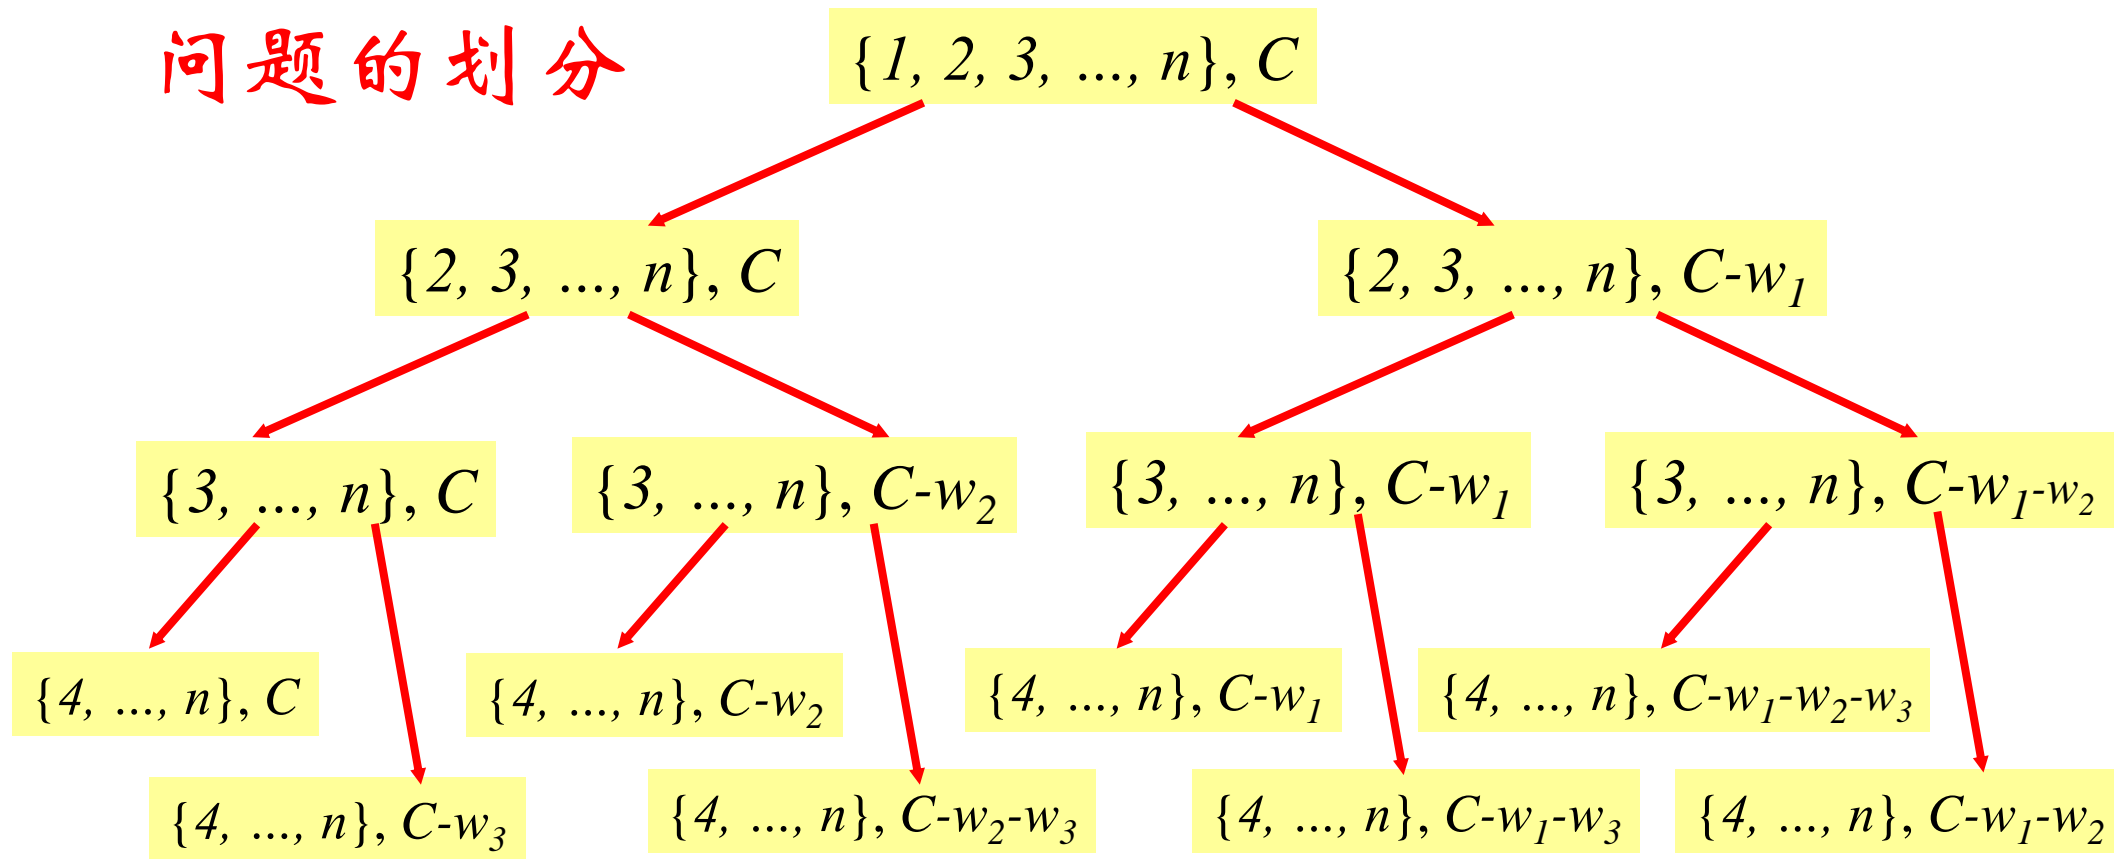 问题的划分
{1, 2, 3, ..., n}, C
{2, 3, ..., n}, C
{2, 3, ..., n}, C-w₁
{3, ..., n}, C
{3, ..., n}, C-w₂
{3, ..., n}, C-w₁
{3, ..., n}, C-w₁-w₂
{4, ..., n}, C
{4, ..., n}, C-w₂
{4, ..., n}, C-w₁
{4, ..., n}, C-w₁-w₂-w₃
{4, ..., n}, C-w₃
{4, ..., n}, C-w₂-w₃
{4, ..., n}, C-w₁-w₃
{4, ..., n}, C-w₁-w₂